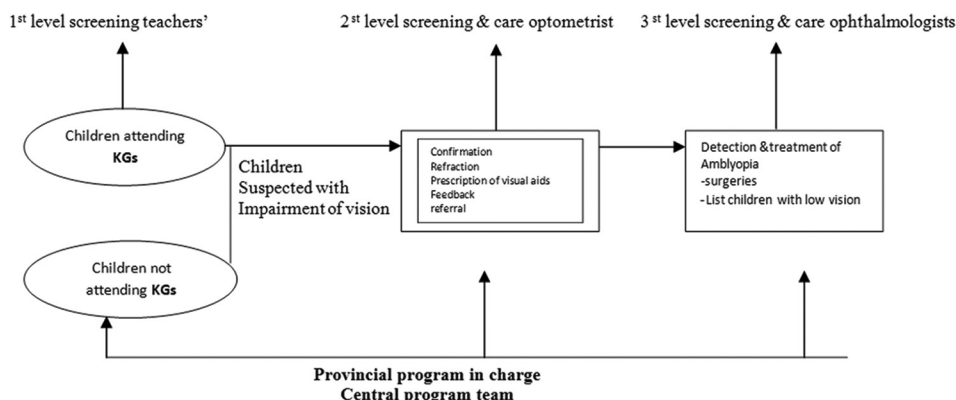 1st level screening teachers’
2st level screening & care optometrist
3st level screening & care ophthalmologists
Children attending
KGs
Children
Suspected with
Impairment of vision
Confirmation
Refraction
Prescription of visual aids
Feedback
referral
Detection &treatment of
Amblyopia
-surgeries
-List children with low vision
Children not
attending KGs
Provincial program in charge
Central program team